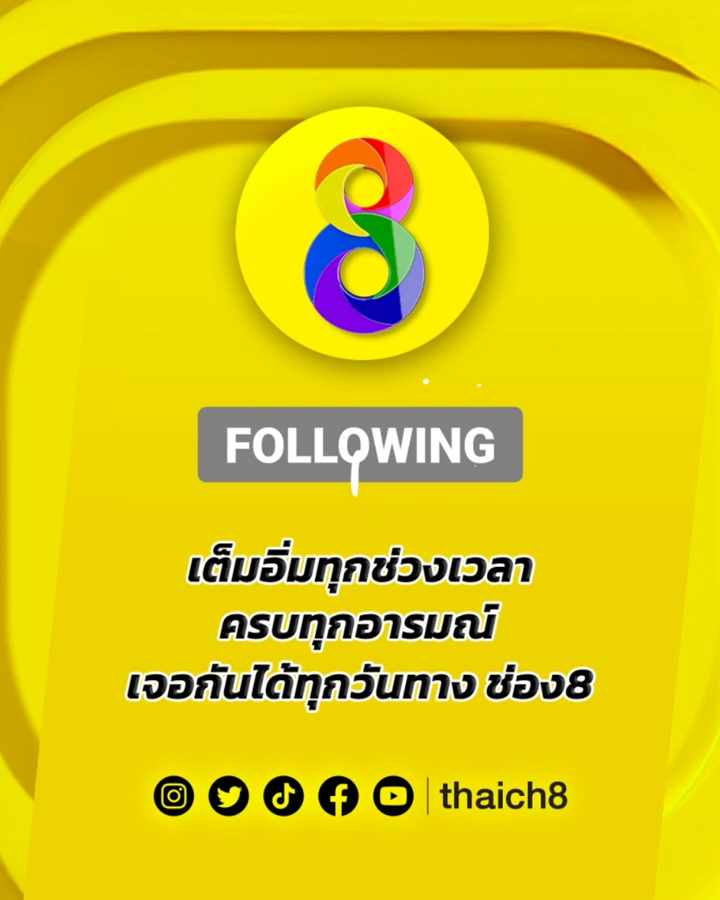 8
FOLLOWING
เต็มอิ่มทุกช่วงเวลา
ครบทุกอารมณ์
เจอกันได้ทุกวันทาง ช่อง8
thaich8